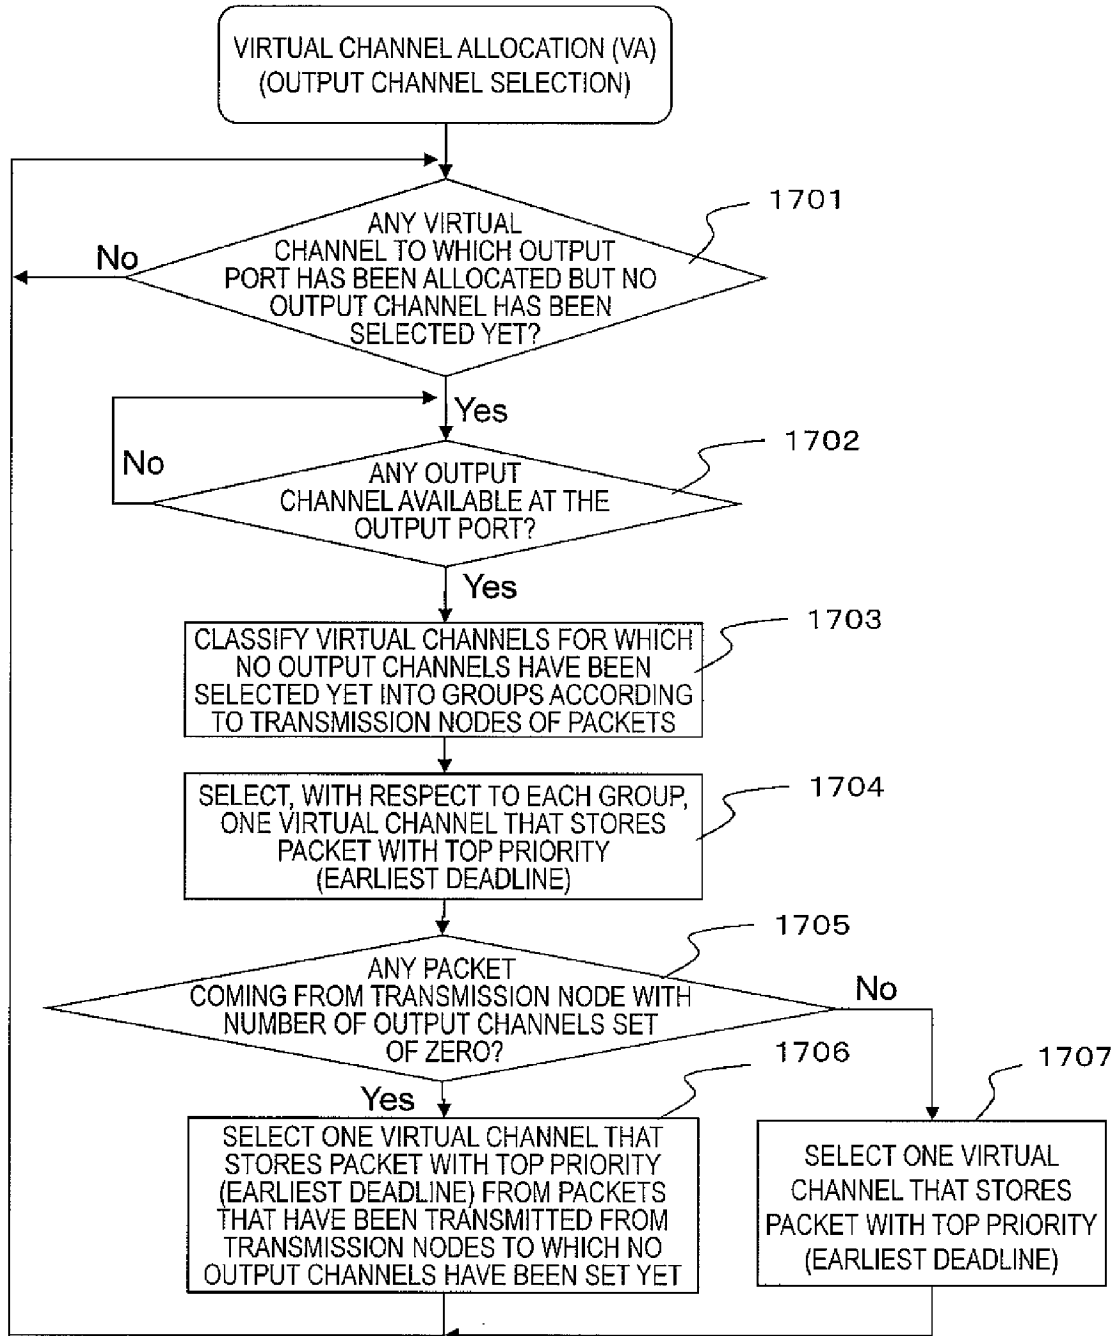 VIRTUAL CHANNEL ALLOCATION (VA)
(OUTPUT CHANNEL SELECTION)
1701
ANY VIRTUAL
CHANNEL TO WHICH OUTPUT
PORT HAS BEEN ALLOCATED BUT NO
OUTPUT CHANNEL HAS BEEN
SELECTED YET?
No
Yes
1702
No
ANY OUTPUT
CHANNEL AVAILABLE AT THE
OUTPUT PORT?
Yes
1703
CLASSIFY VIRTUAL CHANNELS FOR WHICH
NO OUTPUT CHANNELS HAVE BEEN
SELECTED YET INTO GROUPS ACCORDING
TO TRANSMISSION NODES OF PACKETS
1704
SELECT, WITH RESPECT TO EACH GROUP,
ONE VIRTUAL CHANNEL THAT STORES
PACKET WITH TOP PRIORITY
(EARLIEST DEADLINE)
1705
ANY PACKET
COMING FROM TRANSMISSION NODE WITH
NUMBER OF OUTPUT CHANNELS SET
OF ZERO?
No
1706
1707
Yes
SELECT ONE VIRTUAL CHANNEL THAT
STORES PACKET WITH TOP PRIORITY
(EARLIEST DEADLINE) FROM PACKETS
THAT HAVE BEEN TRANSMITTED FROM
TRANSMISSION NODES TO WHICH NO
OUTPUT CHANNELS HAVE BEEN SET YET
SELECT ONE VIRTUAL
CHANNEL THAT STORES
PACKET WITH TOP PRIORITY
(EARLIEST DEADLINE)